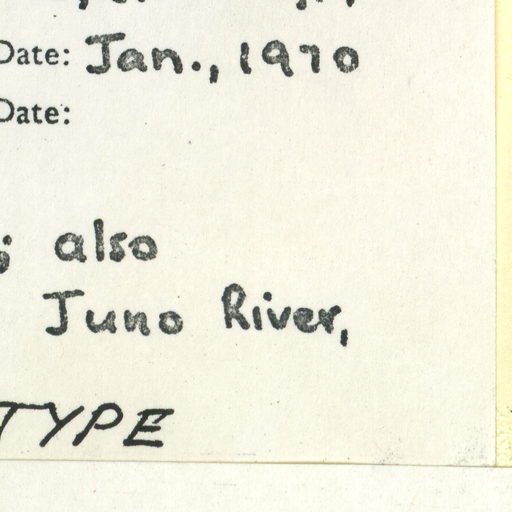 Date: Jan., 1970
Date:
; also
Juno River,
TYPE